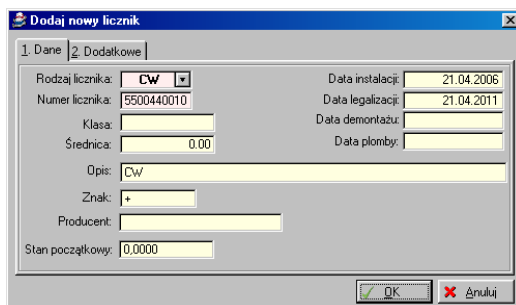 Dodaj nowy licznik
1. Dane 2. Dodatkowe
Rodzaj licznika: CW Data instalacji: 21.04.2006
Numer licznika: 5500440010 Data legalizacji: 21.04.2011
Klasa: Data demontażu:
Średnica: 0.00 Data plomby:
Opis: CW
Znak: +
Producent:
Stan początkowy: 0,0000
OK Anuluj